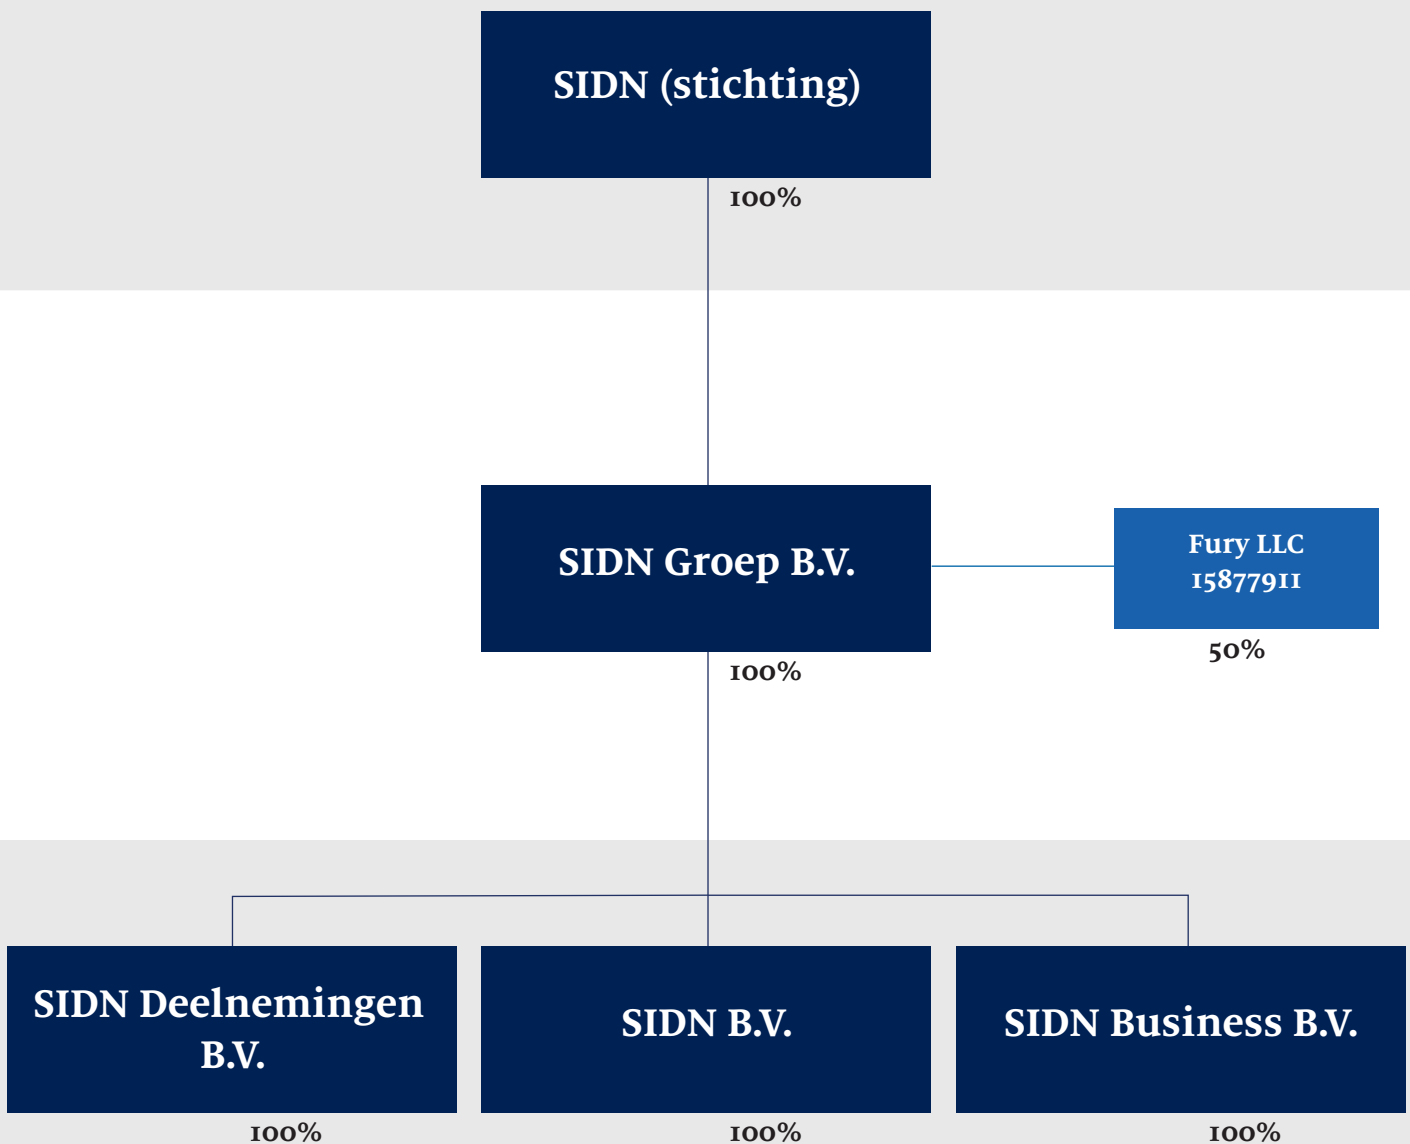 SIDN (stichting)
100%
SIDN Groep B.V.
Fury LLC
15877911
50%
100%
SIDN Deelnemingen
B.V.
SIDN B.V.
SIDN Business B.V.
100%
100%
100%